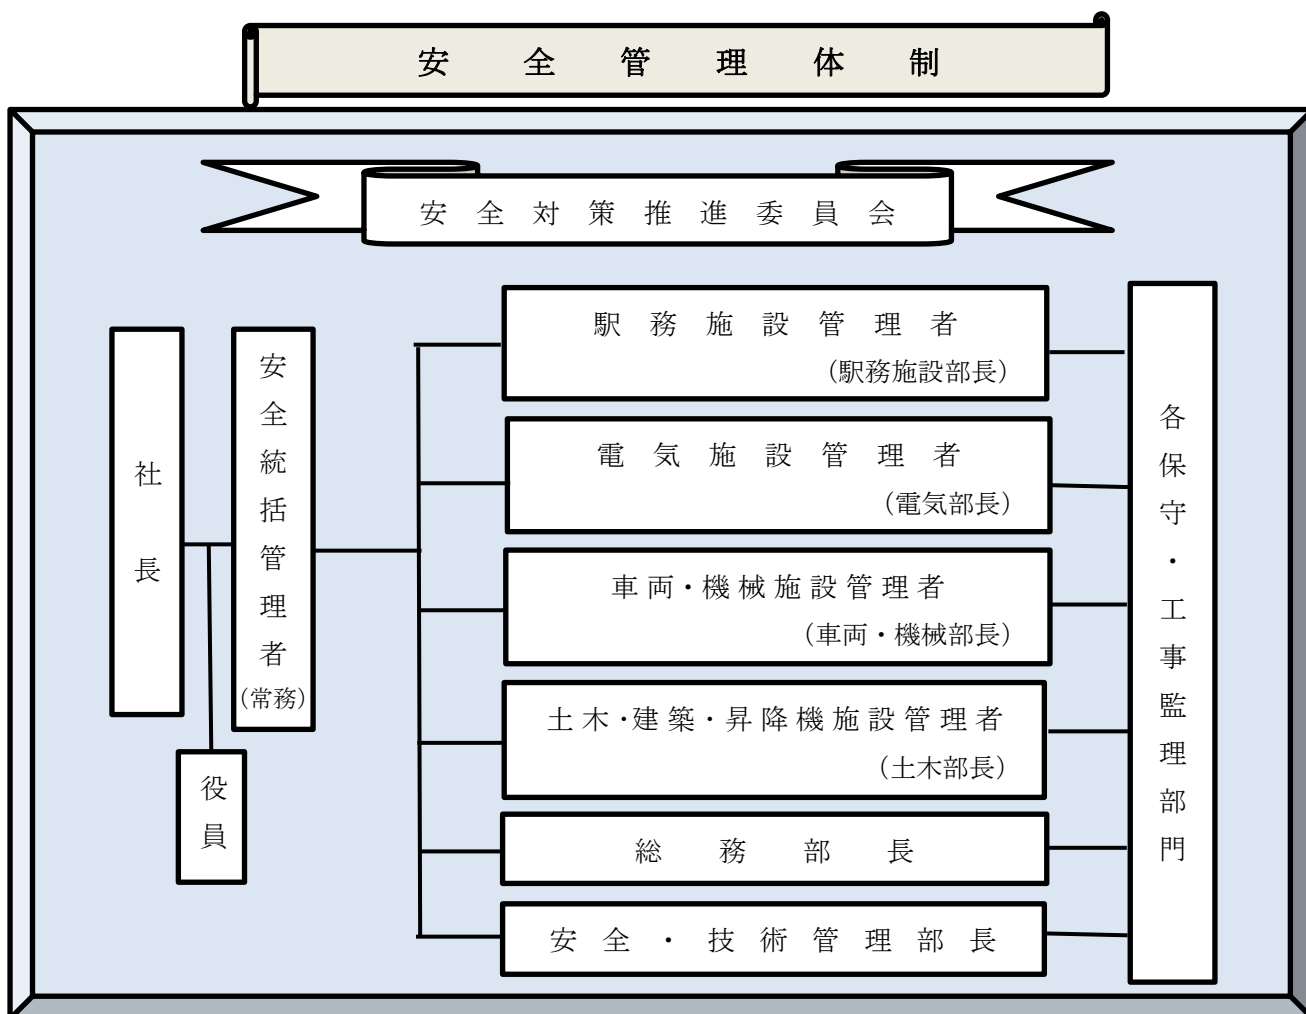 安全管理体制
安全対策推進委員会
社長
役員
安全統括管理者
(常務)
駅務施設管理者
(駅務施設部長)
電気施設管理者
(電気部長)
車両・機械施設管理者
(車両・機械部長)
土木・建築・昇降機施設管理者
(土木部長)
総務部長
安全・技術管理部長
各保守・工事監理部門